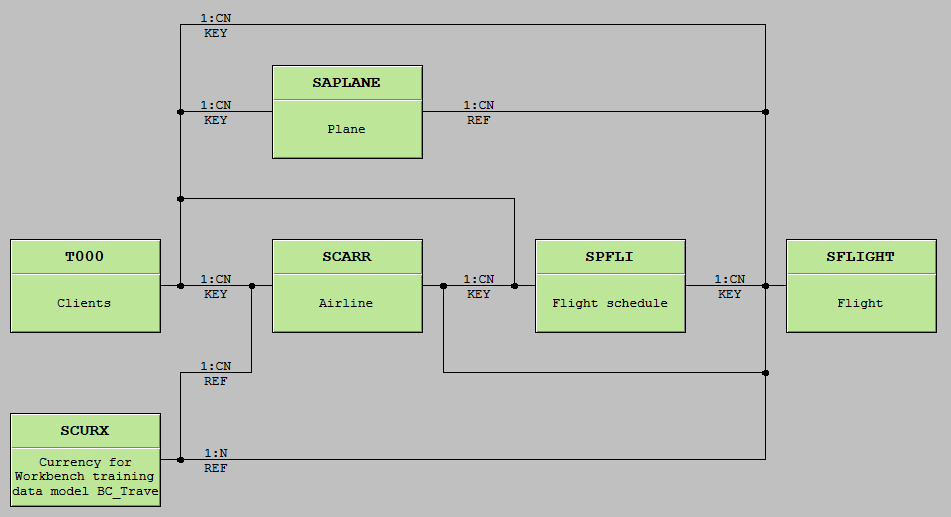 1:CN
KEY
SAPLANE
Plane
1:CN
KEY
1:CN
REF
T000
Clients
1:CN
KEY
SCARR
Airline
1:CN
KEY
SPFLI
Flight schedule
1:CN
KEY
SFLIGHT
Flight
1:CN
REF
SCURX
Currency for
Workbench training
data model BC_Trave
1:N
REF